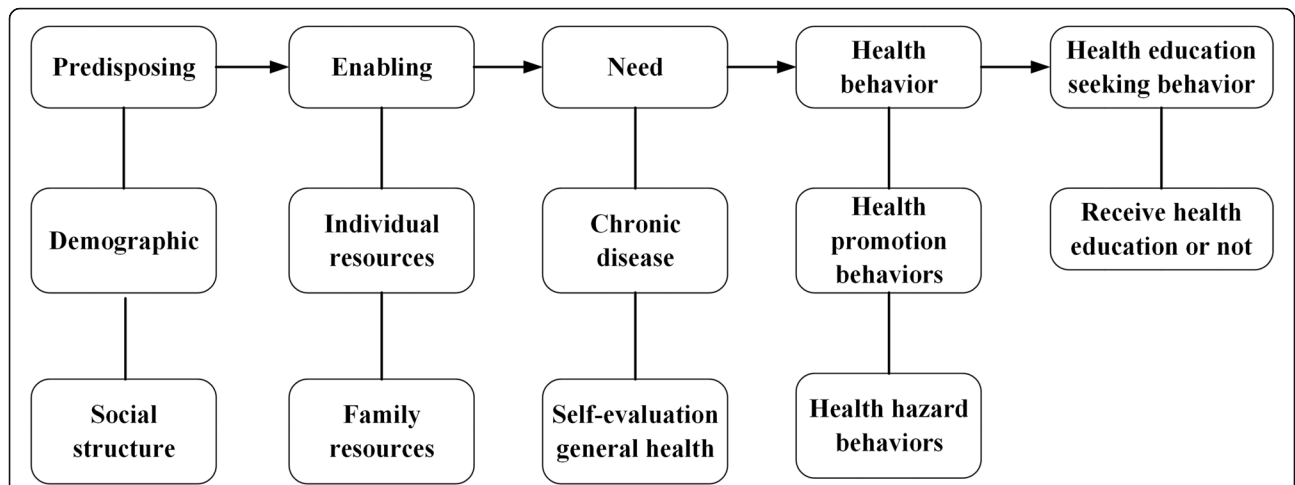 Predisposing
Enabling
Need
Health
behavior
Health education
seeking behavior
Demographic
Individual
resources
Chronic
disease
Health
promotion
behaviors
Receive health
education or not
Social
structure
Family
resources
Self-evaluation
general health
Health hazard
behaviors